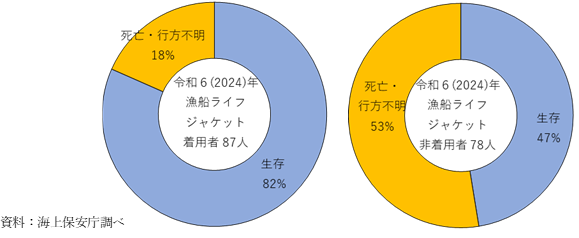 死亡・行方不明
18%
令和６(2024)年
漁船ライフ
ジャケット
着用者 87人
生存
82%
死亡・
行方不明
53%
令和６(2024)年
漁船ライフ
ジャケット
非着用者 78人
生存
47%
資料：海上保安庁調べ